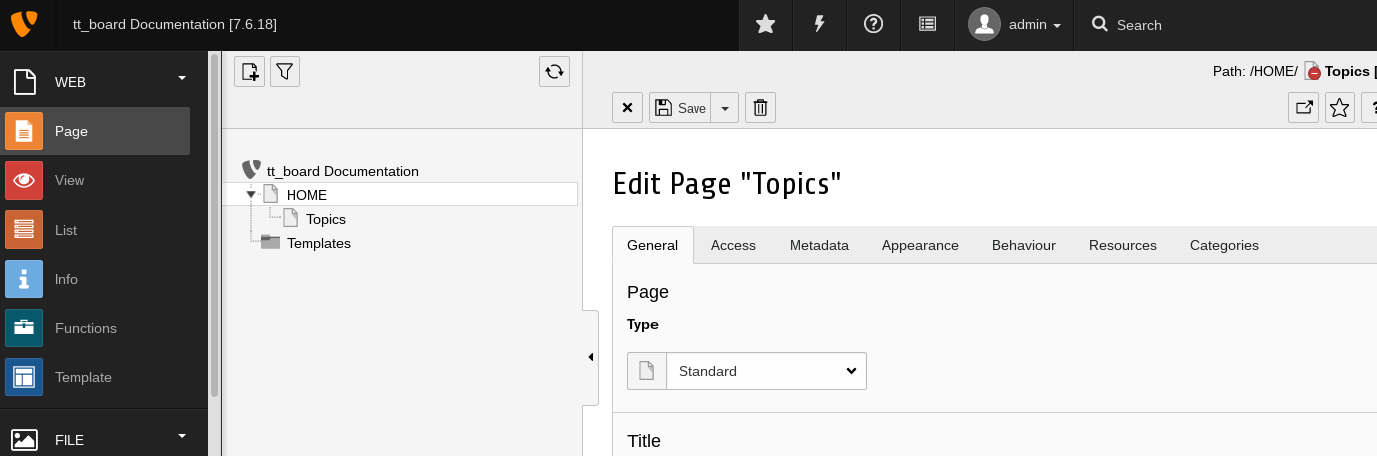 tt_board Documentation [7.6.18]
admin
Search
WEB
Page
View
List
Info
Functions
Template
FILE
tt_board Documentation
HOME
Topics
Templates
Path: /HOME/ Topics [
Save
Edit Page "Topics"
General Access Metadata Appearance Behaviour Resources Categories
Page
Type
Standard
Title